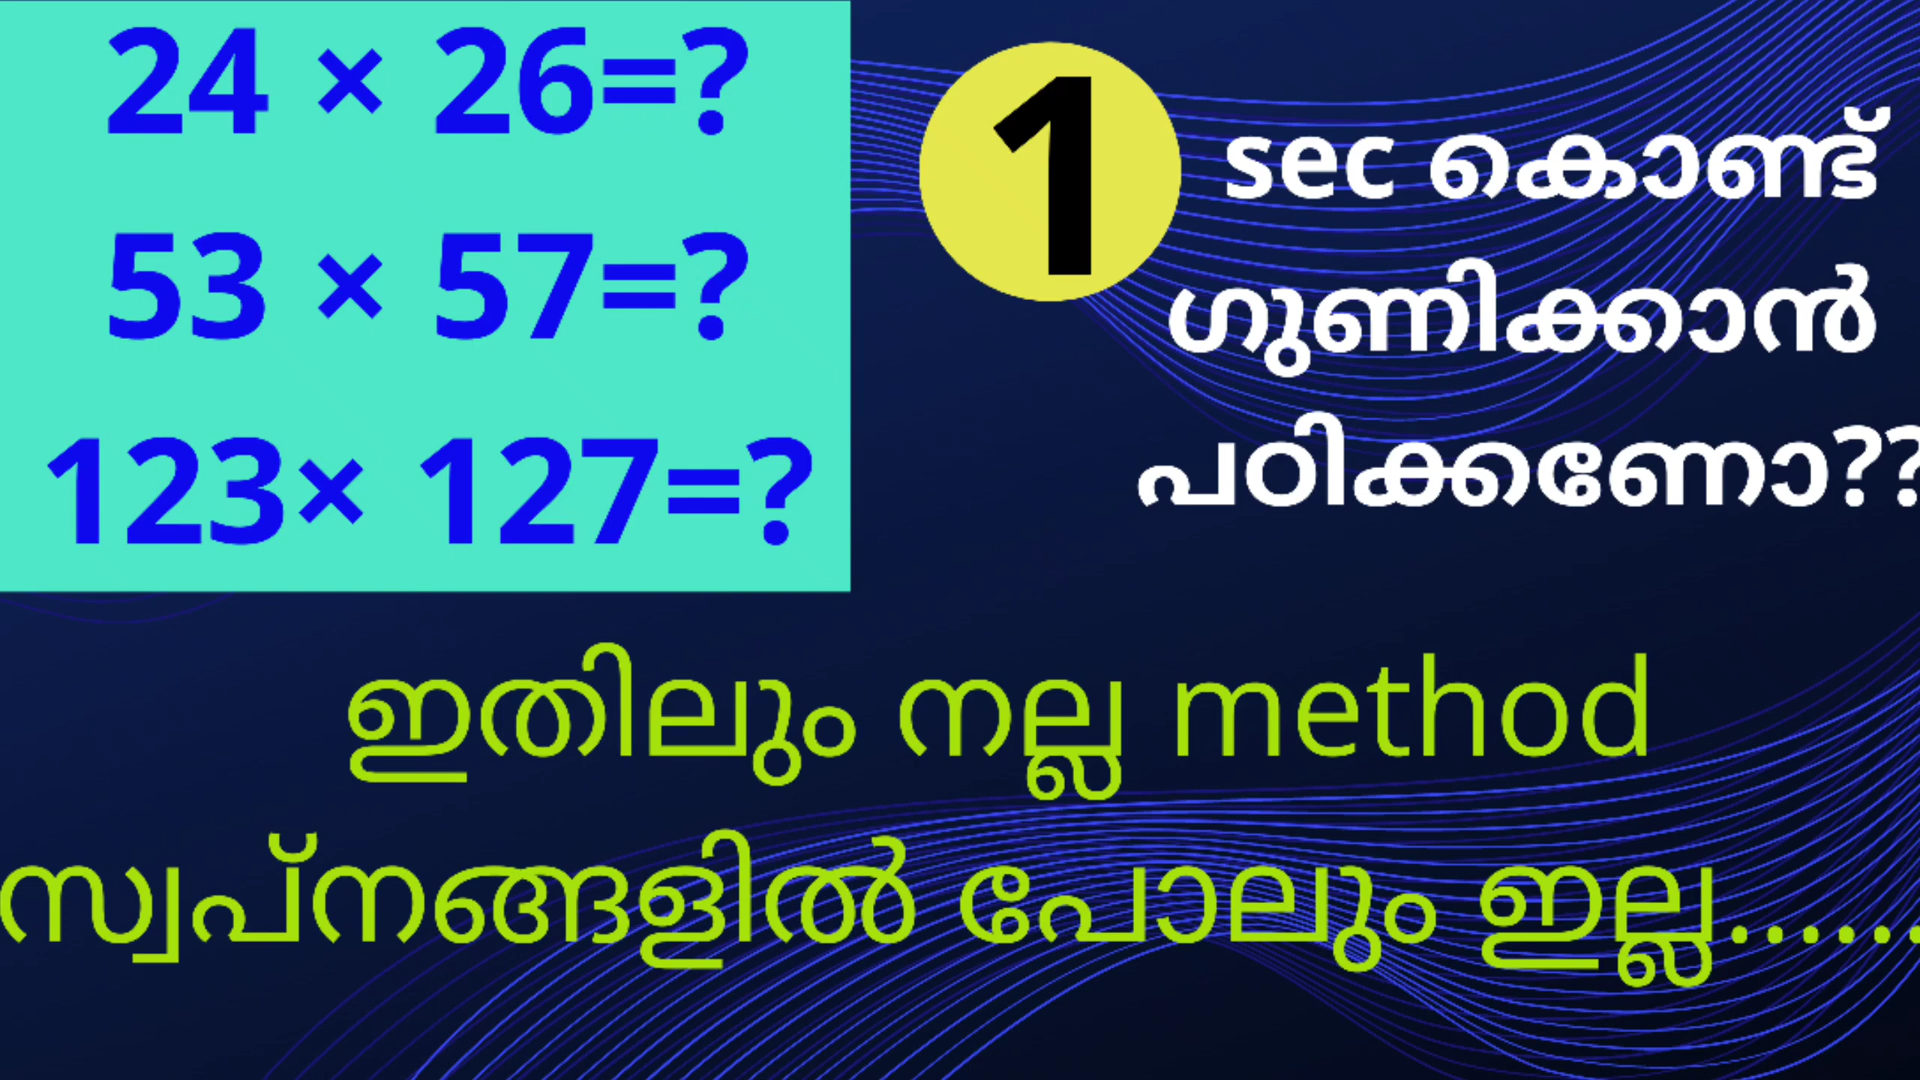 24 × 26=?
53 × 57=?
123× 127=?
1 sec കൊണ്ട്
ഗുണിക്കാൻ
പഠിക്കണോ??
ഇതിലും നല്ല method
സ്വപ്നങ്ങളിൽ പോലും ഇല്ല......